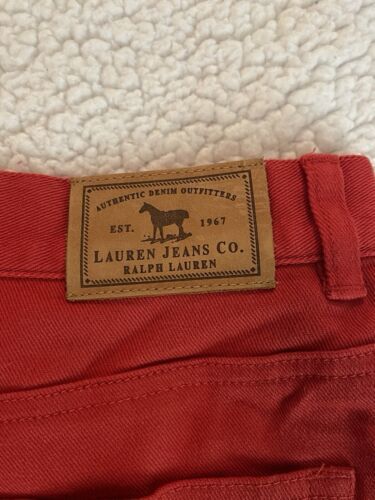 AUTHENTIC DENIM OUTFITTERS
EST. 1967
LAUREN JEANS CO.
RALPH LAUREN